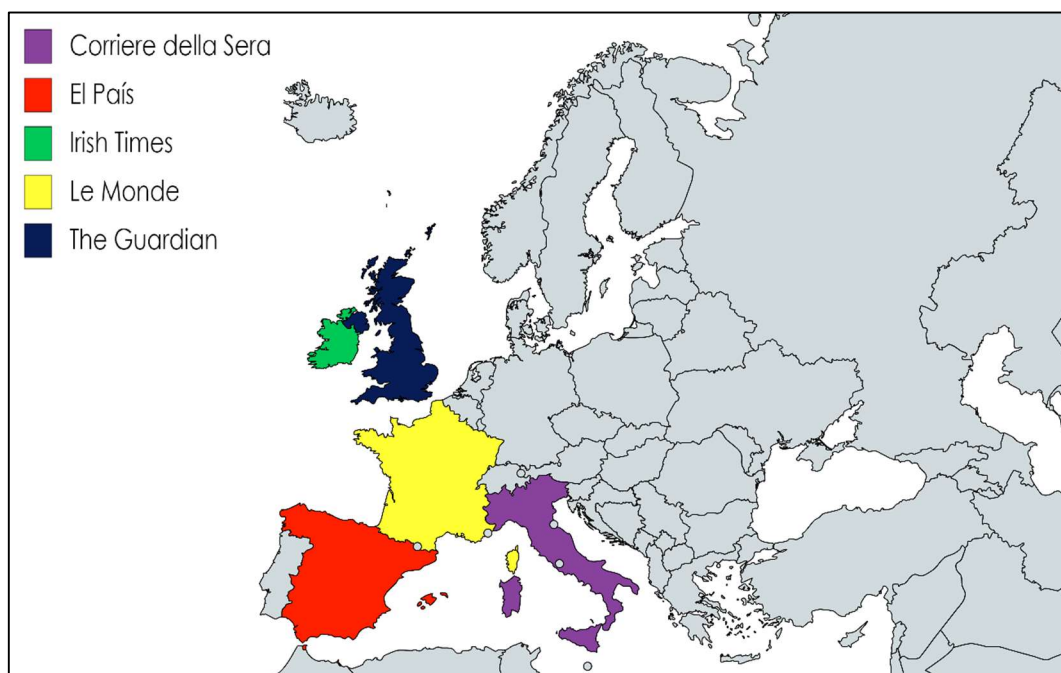 Corriere della Sera
El País
Irish Times
Le Monde
The Guardian